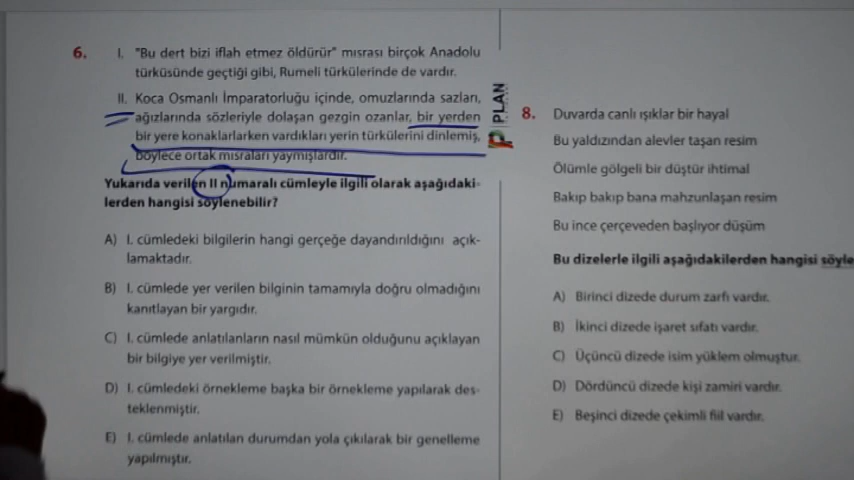 6. I. "Bu dert bizi iflah etmez öldürür" mısrası birçok Anadolu
türküsünde geçtiği gibi, Rumeli türkülerinde de vardır.
II. Koca Osmanlı İmparatorluğu içinde, omuzlarında sazları,
ağızlarında sözleriyle dolaşan gezgin ozanlar, bir yerden
bir yere konaklarlarken vardıkları yerin türkülerini dinlemiş,
böylece ortak mısraları yaymışlardır.
Yukarıda verilen II numaralı cümleyle ilgili olarak aşağıdaki-
lerden hangisi söylenebilir?
A) I. cümledeki bilgilerin hangi gerçeğe dayandırıldığını açık-
lamaktadır.
B) I. cümlede yer verilen bilginin tamamıyla doğru olmadığını
kanıtlayan bir yargıdır.
C) I. cümlede anlatılanların nasıl mümkün olduğunu açıklayan
bir bilgiye yer verilmiştir.
D) I. cümledeki örnekleme başka bir örnekleme yapılarak des-
teklenmiştir.
E) I. cümlede anlatılan durumdan yola çıkılarak bir genelleme
yapılmıştır.
PLAN
8. Duvarda canlı ışıklar bir hayal
Bu yaldızından alevler taşan resim
Ölümle gölgeli bir düştür ihtimal
Bakıp bakıp bana mahzunlaşan resim
Bu ince çerçeveden başlıyor düşüm
Bu dizelerle ilgili aşağıdakilerden hangisi söyle
A) Birinci dizede durum zarfı vardır.
B) İkinci dizede işaret sıfatı vardır.
C) Üçüncü dizede isim yüklem olmuştur.
D) Dördüncü dizede kişi zamiri vardır.
E) Beşinci dizede çekimli fiil vardır.